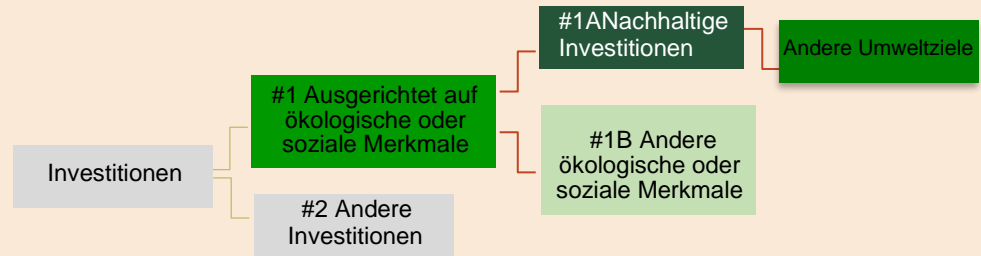 Investitionen
#1 Ausgerichtet auf
ökologische oder
soziale Merkmale
#2 Andere
Investitionen
#1ANachhaltige
Investitionen
#1B Andere
ökologische oder
soziale Merkmale
Andere Umweltziele